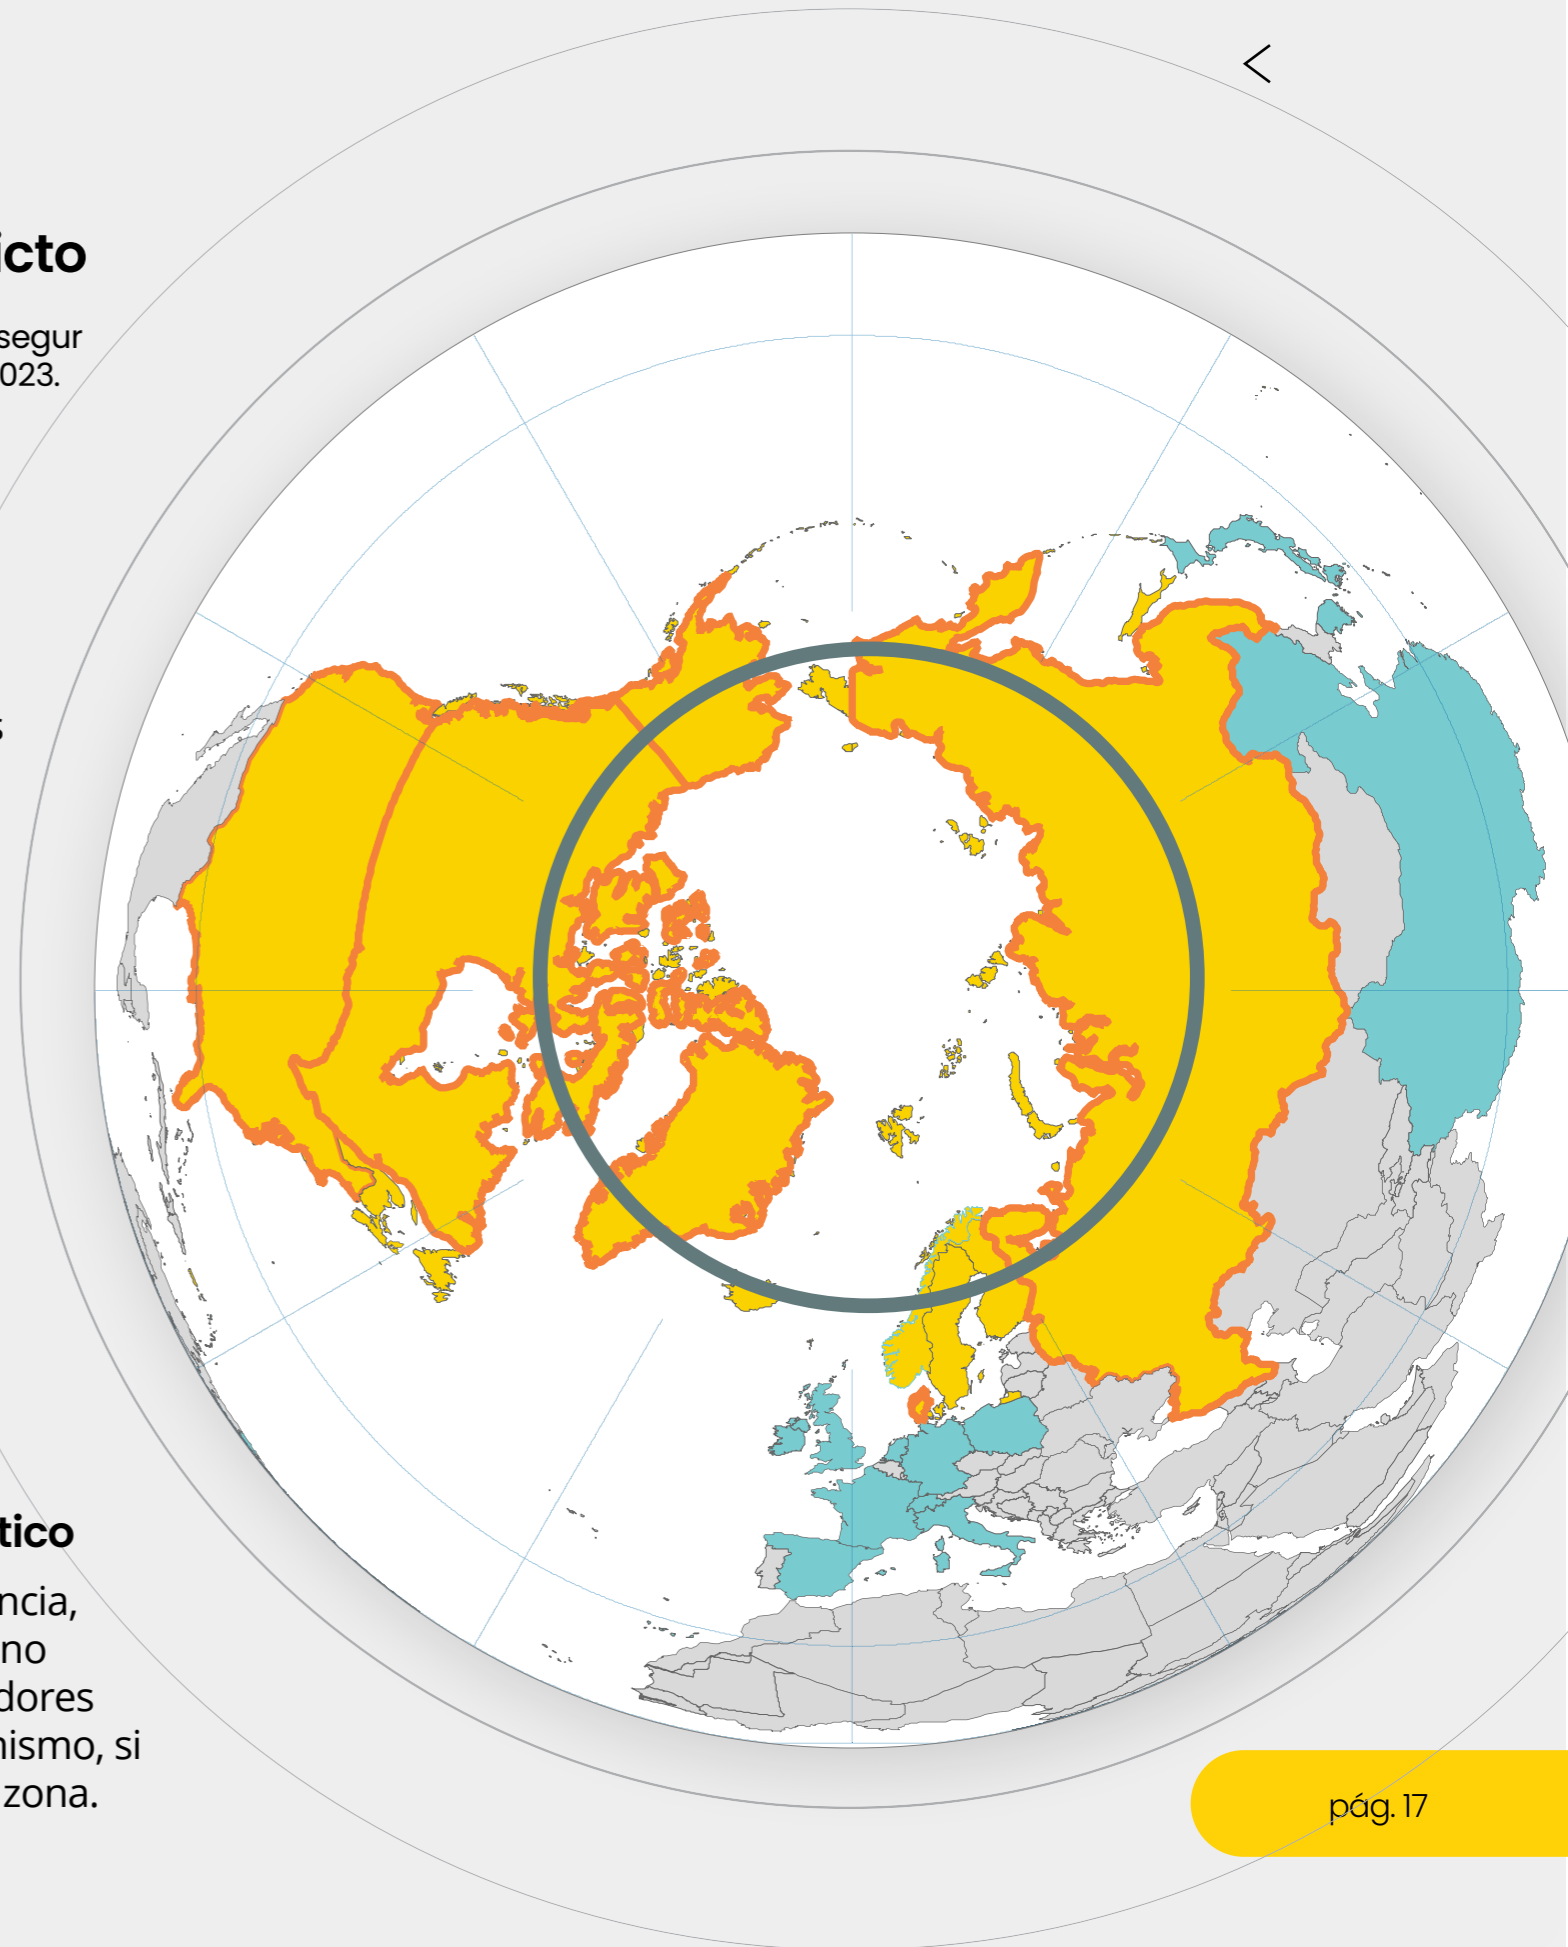 icto
segur
023.
s
tico
ncia,
no
dores
nismo, si
zona.
pág. 17